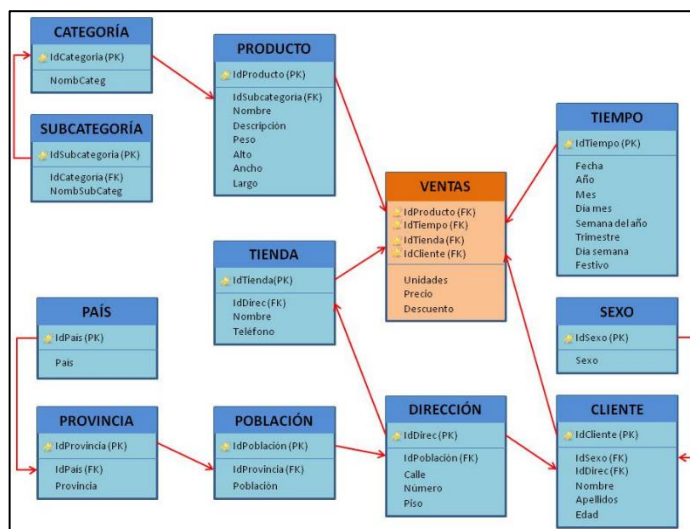 CATEGORÍA
IdCategoria (PK)
NombCateg
SUBCATEGORÍA
IdSubcategoria (PK)
IdCategoria (FK)
NombSubCateg
PRODUCTO
IdProducto (PK)
IdSubcategoria (FK)
Nombre
Descripción
Peso
Alto
Ancho
Largo
VENTAS
IdProducto (FK)
IdTiempo (FK)
IdTienda (FK)
IdCliente (FK)
Unidades
Precio
Descuento
TIEMPO
IdTiempo (PK)
Fecha
Año
Mes
Día mes
Semana del año
Trimestre
Día semana
Festivo
TIENDA
IdTienda(PK)
IdDirec (FK)
Nombre
Teléfono
PAÍS
IdPaís (PK)
País
SEXO
IdSexo (PK)
Sexo
PROVINCIA
IdProvincia (PK)
IdPaís (FK)
Provincia
POBLACIÓN
IdPoblación (PK)
IdProvincia (FK)
Población
DIRECCIÓN
IdDirec (PK)
IdPoblación (FK)
Calle
Número
Piso
CLIENTE
IdCliente (PK)
IdSexo (FK)
IdDirec (FK)
Nombre
Apellidos
Edad